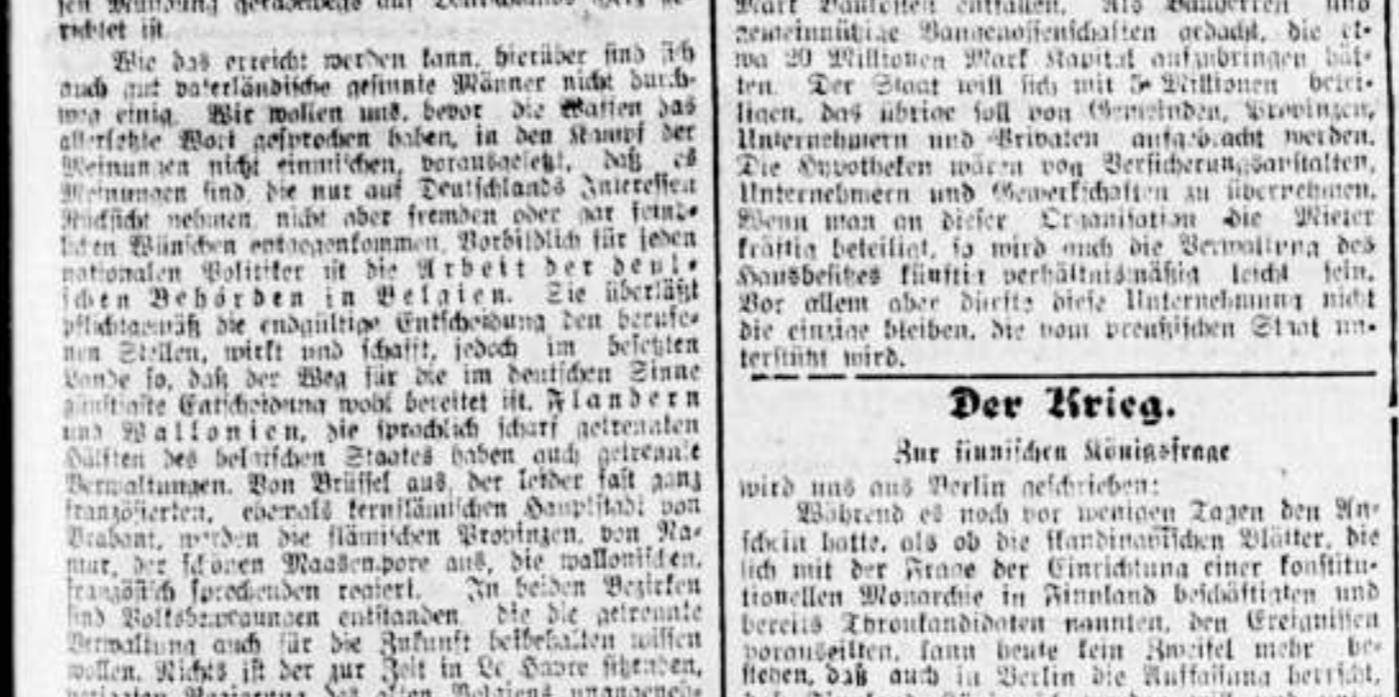 richtet ist.
Wie das erreicht werden kann, hierüber sind sich
auch gut vaterländische gesinnte Männer nicht durch-
weg einig. Wir wollen uns, bevor die Waffen das
allerletzte Wort gesprochen haben, in den Kampf der
Meinungen nicht einmischen, vorausgesetzt, daß es
Meinungen sind, die nur auf Deutschlands Interessen
Rücksicht nehmen, nicht aber fremden oder gar feind-
lichen Wünschen entgegenkommen. Vorbildlich für jeden
nationalen Politiker ist die Arbeit der deut-
schen Behörden in Belgien. Sie überläßt
pflichtgemäß die endgültige Entscheidung den berufe-
nen Stellen, wirkt und schafft, jedoch im besetzten
Lande so, daß der Weg für die im deutschen Sinne
günstigste Entscheidung wohl bereitet ist. Flandern
und Wallonien, die sprachlich scharf getrennten
Hälften des belgischen Staates haben auch getrennte
Verwaltungen. Von Brüssel aus, der leider fast ganz
französierten, ehemals kernflämischen Hauptstadt von
Brabant, werden die flämischen Provinzen, von Na-
mur, der schönen Maasenpore aus, die wallonischen,
französisch sprechenden regiert. In beiden Bezirken
sind Volksbewegungen entstanden, die die getrennte
Verwaltung auch für die Zukunft beibehalten wissen
wollen. Nichts ist der zur Zeit in Le Havre sitzenden,
gemeinnützige Baugenossenschaften gedacht, die et-
wa 20 Millionen Mark Kapital aufzubringen hät-
ten. Der Staat will sich mit 5 Millionen betei-
ligen, das übrige soll von Gemeinden, Provinzen,
Unternehmern und Privaten aufgebracht werden.
Die Hypotheken wären von Versicherungsanstalten,
Unternehmern und Gewerkschaften zu übernehmen.
Wenn man an dieser Organisation die Mieter
kräftig beteiligt, so wird auch die Verwaltung des
Hausbesitzes künftig verhältnismäßig leicht sein.
Vor allem aber dürfte diese Unternehmung nicht
die einzige bleiben, die vom preußischen Staat un-
terstützt wird.
Der Krieg.
Zur finnischen Königsfrage
wird uns aus Berlin geschrieben:
Während es noch vor wenigen Tagen den An-
schein hatte, als ob die skandinavischen Blätter, die
sich mit der Frage der Einrichtung einer konstitu-
tionellen Monarchie in Finnland beschäftigten und
bereits Thronkandidaten nannten, den Ereignissen
vorauseilten, kann heute kein Zweifel mehr be-
stehen, daß auch in Berlin die Auffassung herrscht,